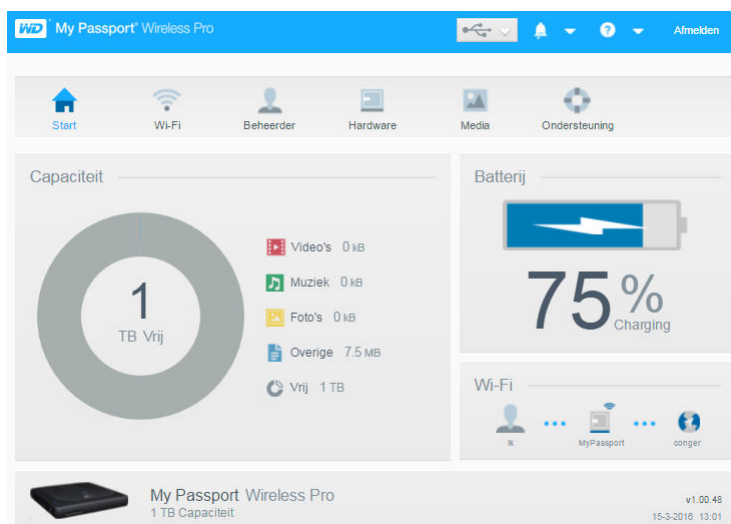 WD My Passport® Wireless Pro
Afmelden
Start
Wi-Fi
Beheerder
Hardware
Media
Ondersteuning
Capaciteit
1
TB Vrij
Video's 0 kB
Muziek 0 kB
Foto's 0 kB
Overige 7.5 MB
Vrij 1 TB
Batterij
75%
Charging
Wi-Fi
Ik
MyPassport
conger
My Passport Wireless Pro
1 TB Capaciteit
v1.00.48
15-3-2016 13:01